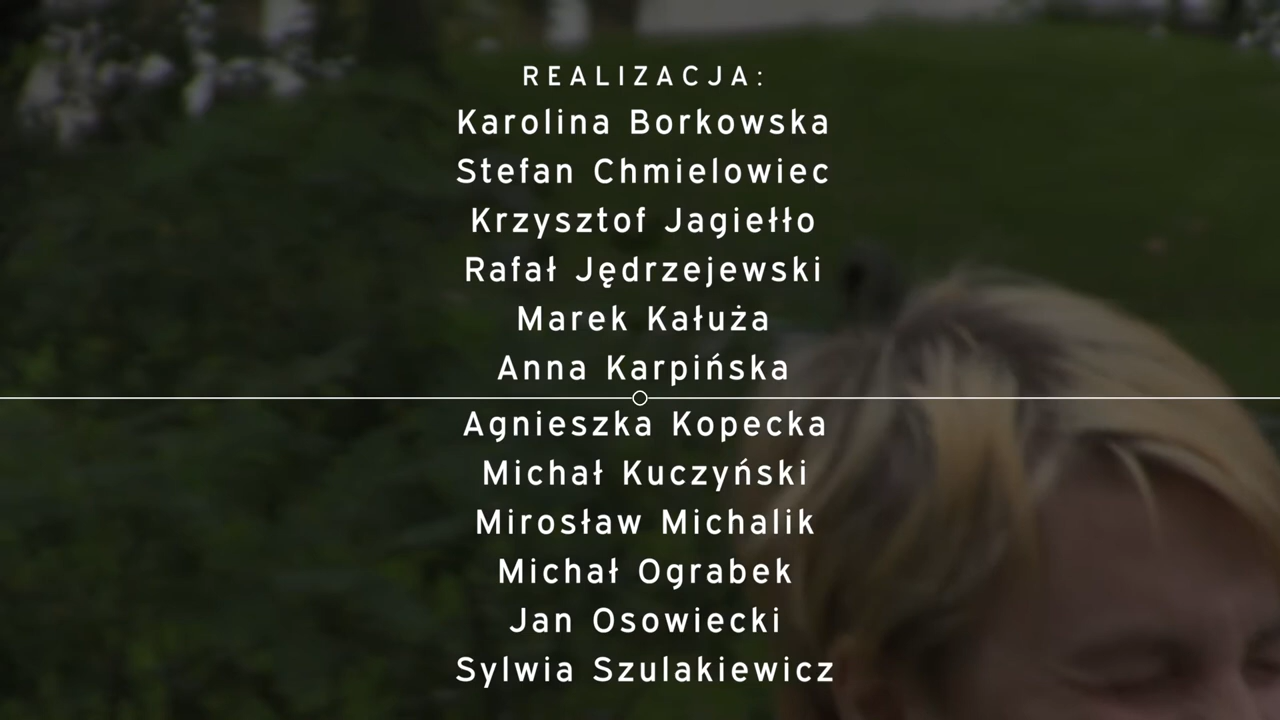 REALIZACJA:
Karolina Borkowska
Stefan Chmielowiec
Krzysztof Jagiełło
Rafał Jędrzejewski
Marek Kałuża
Anna Karpińska
Agnieszka Kopecka
Michał Kuczyński
Mirosław Michalik
Michał Ograbek
Jan Osowiecki
Sylwia Szulakiewicz